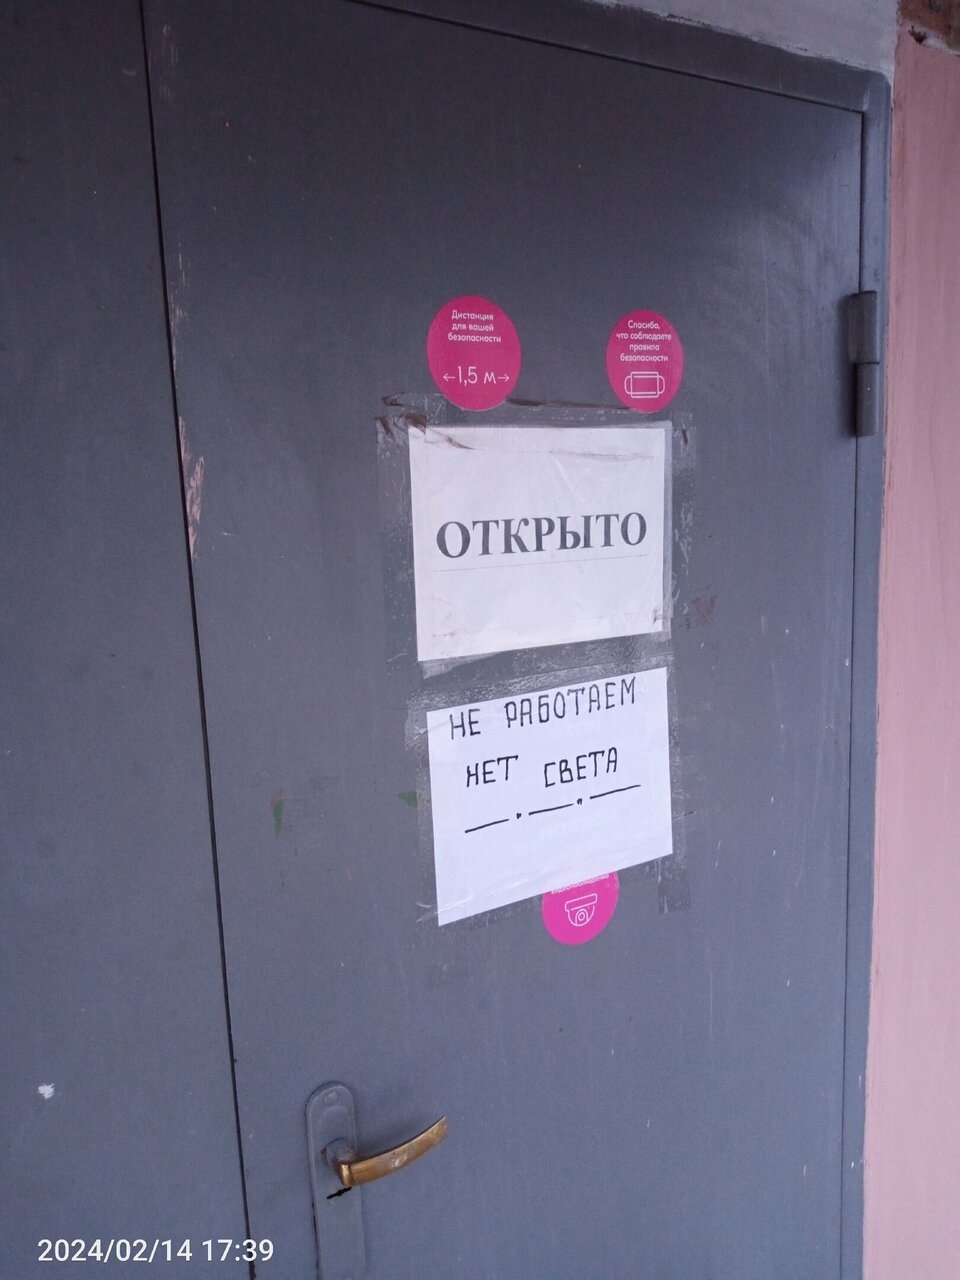 Дистанция
для вашей
безопасности
←1,5 м→
Спасибо,
что соблюдаете
правила
безопасности
ОТКРЫТО
НЕ РАБОТАЕМ
НЕТ СВЕТА
видеонаблюдение
2024/02/14 17:39